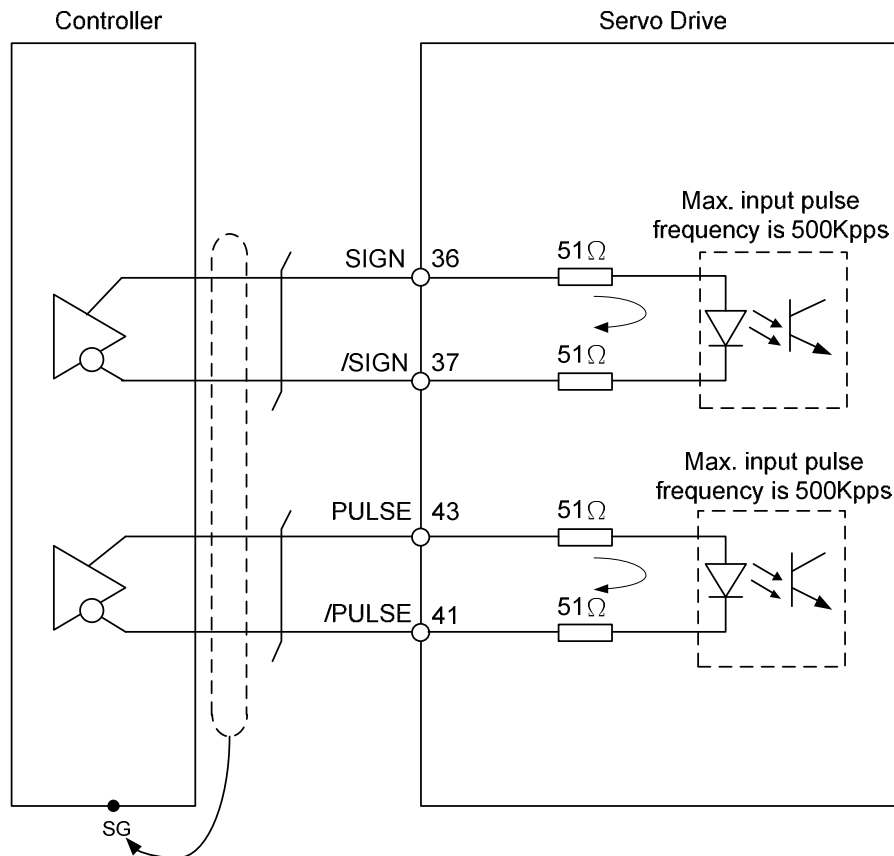 Controller
Servo Drive
Max. input pulse
frequency is 500Kpps
SIGN 36
51Ω
/SIGN 37
51Ω
Max. input pulse
frequency is 500Kpps
PULSE 43
51Ω
/PULSE 41
51Ω
SG